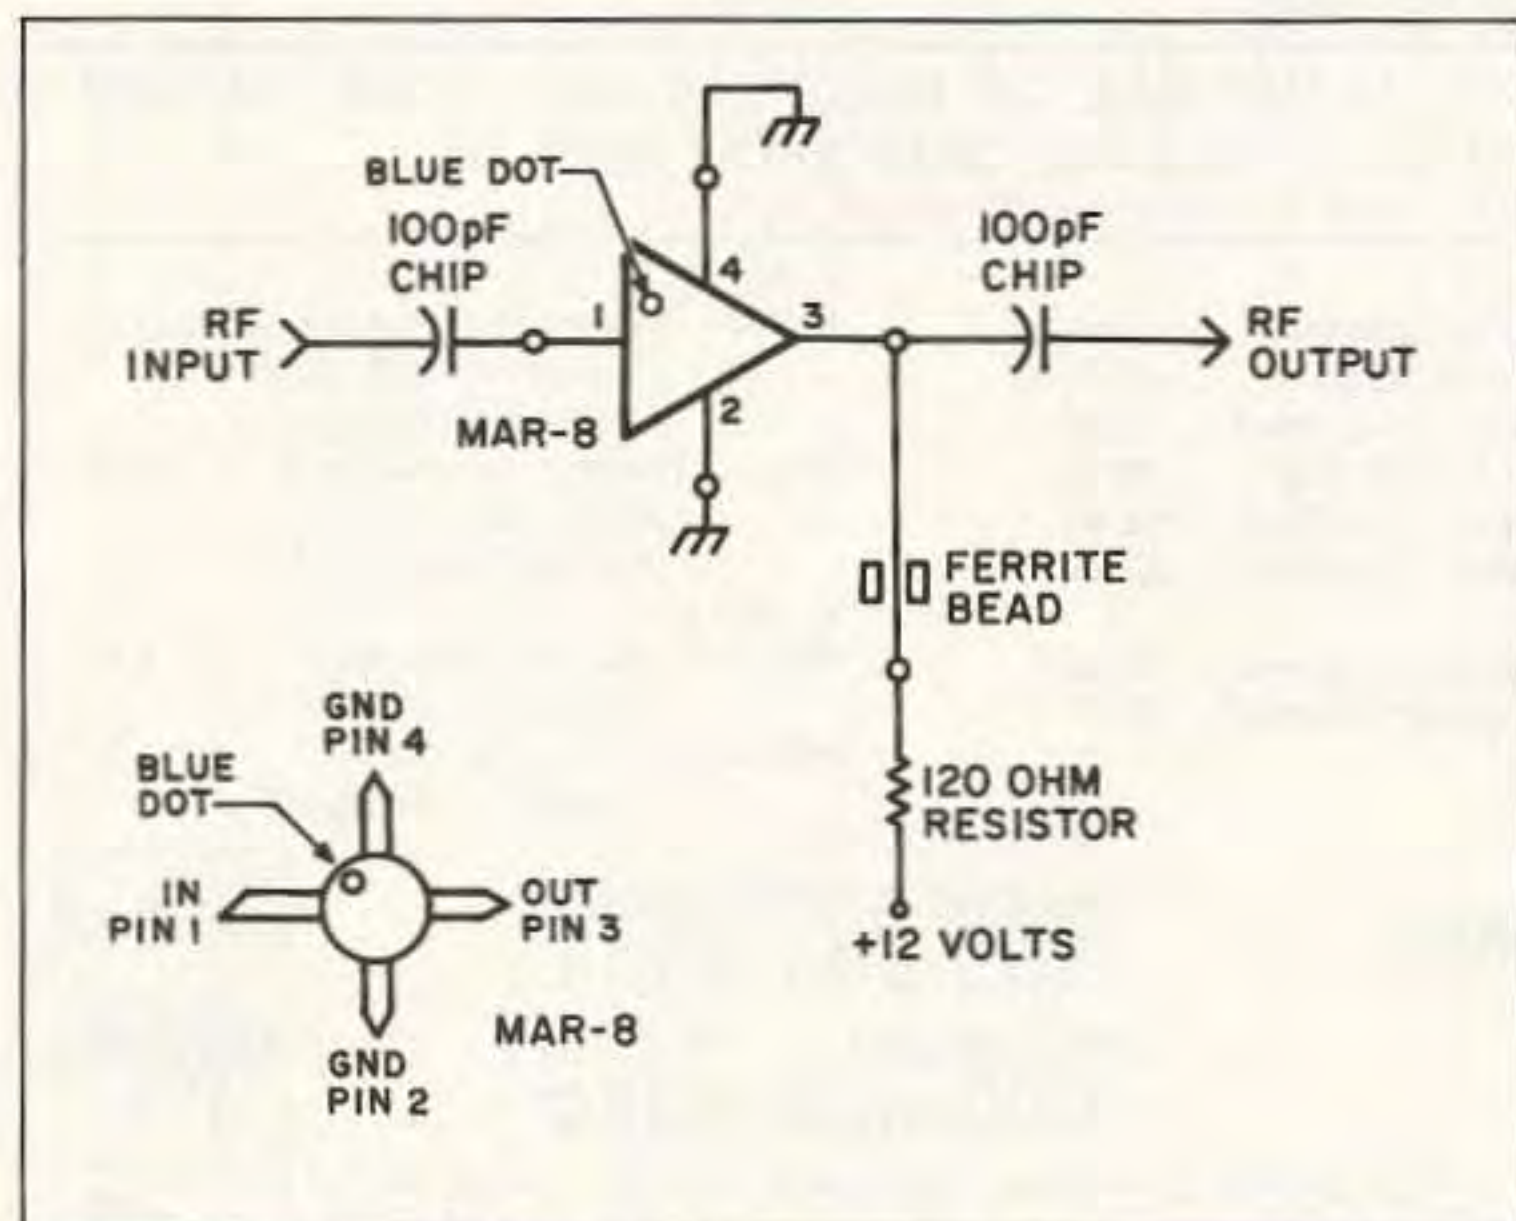 BLUE DOT
100pF
CHIP
4
100pF
CHIP
RF
INPUT
1
3
RF
OUTPUT
MAR-8
2
FERRITE
BEAD
120 OHM
RESISTOR
+12 VOLTS
GND
PIN 4
BLUE
DOT
IN
PIN 1
OUT
PIN 3
GND
PIN 2
MAR-8